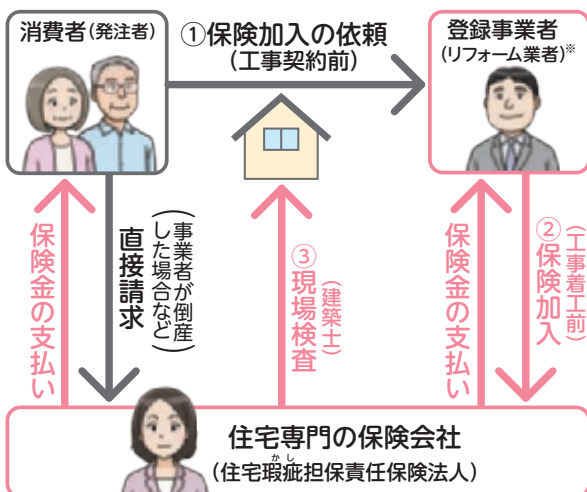 消費者(発注者)
①保険加入の依頼
(工事契約前)
登録事業者
(リフォーム業者)※
保険金の支払い
直接請求
(事業者が倒産
した場合など)
③現場検査
(建築士)
保険金の支払い
②保険加入
(工事着工前)
住宅専門の保険会社
かし
(住宅瑕疵担保責任保険法人)